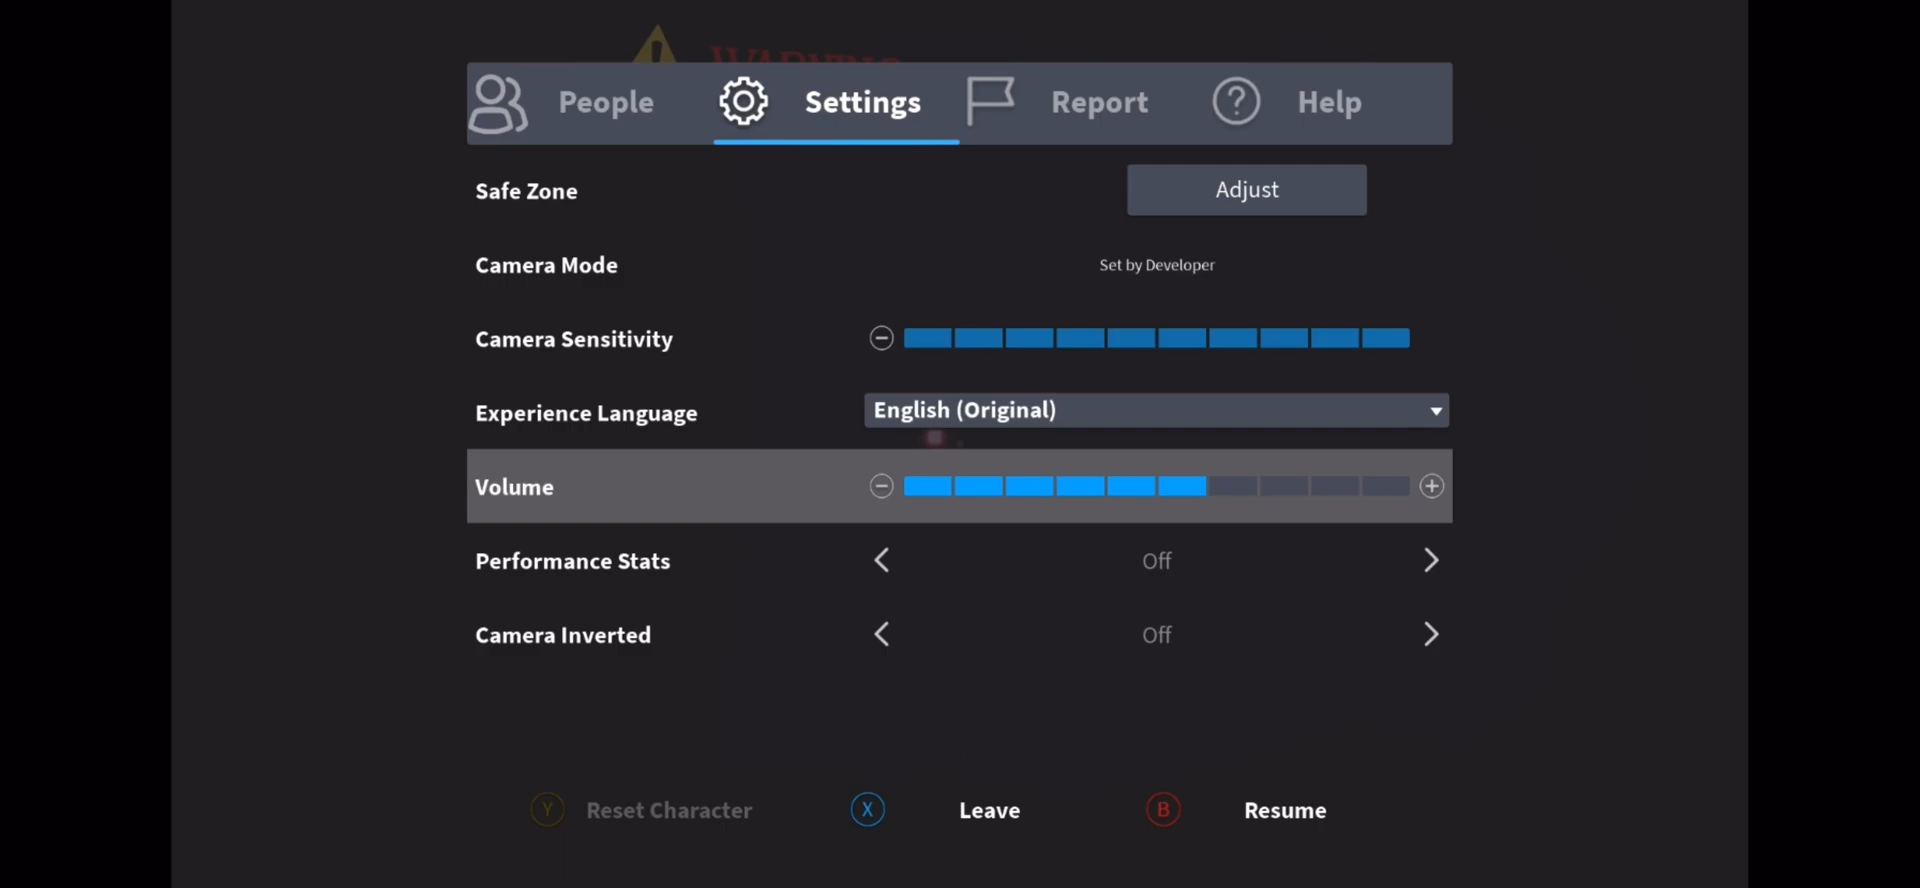 WARNING
People Settings Report Help
Safe Zone Adjust
Camera Mode Set by Developer
Camera Sensitivity
Experience Language English (Original)
Volume
Performance Stats Off
Camera Inverted Off
Y Reset Character X Leave B Resume